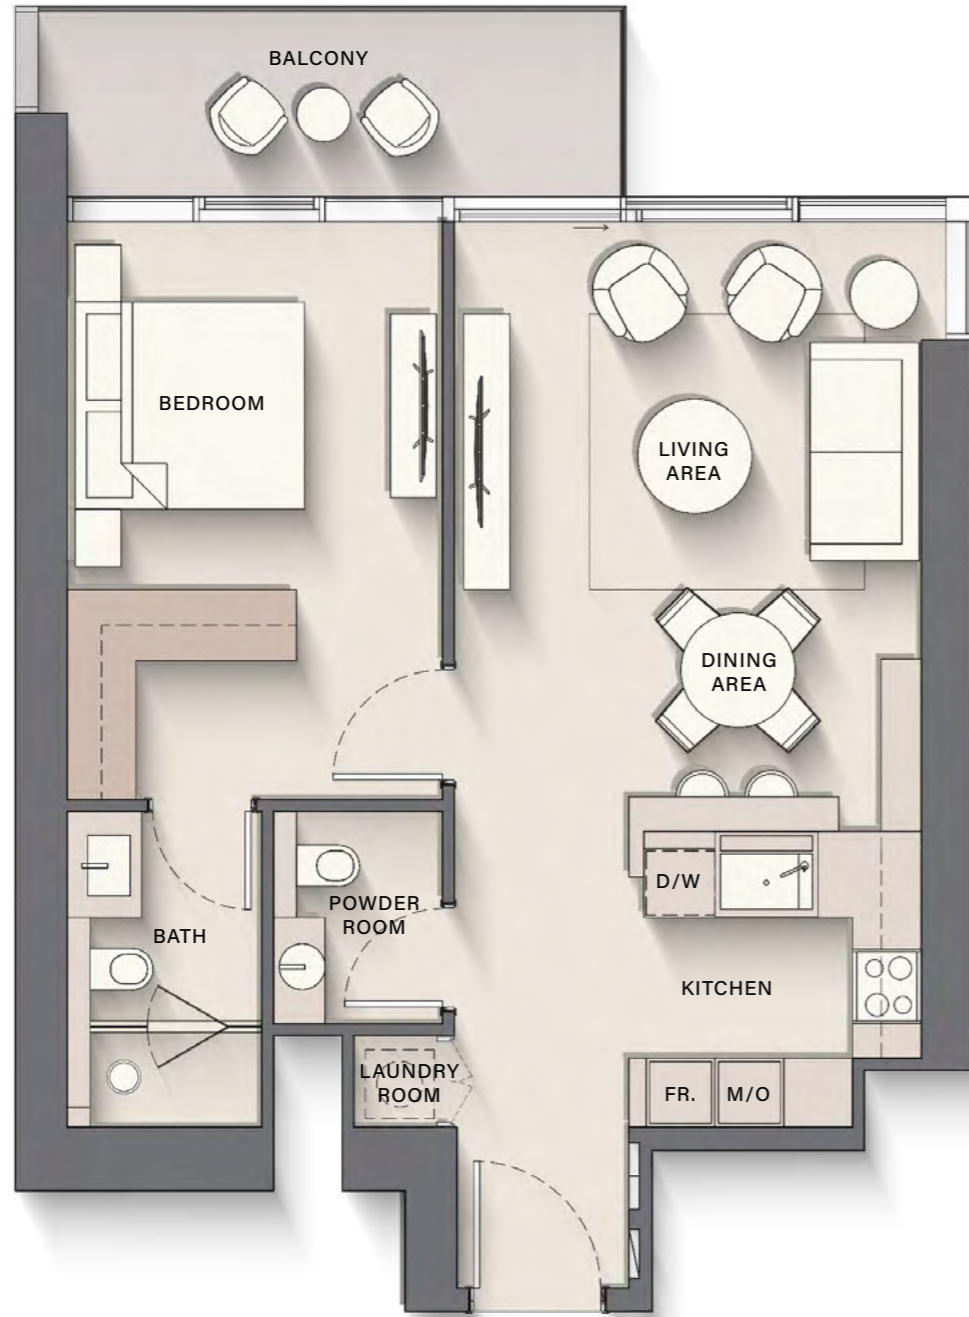 BALCONY
BEDROOM
LIVING
AREA
DINING
AREA
D/W
POWDER
ROOM
BATH
KITCHEN
LAUNDRY
ROOM
FR.
M/O